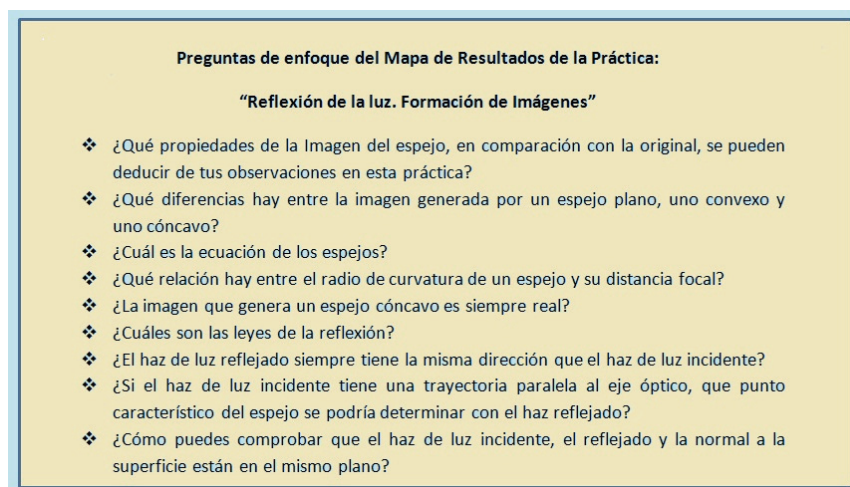 Preguntas de enfoque del Mapa de Resultados de la Práctica:
“Reflexión de la luz. Formación de Imágenes”
❖ ¿Qué propiedades de la Imagen del espejo, en comparación con la original, se pueden
deducir de tus observaciones en esta práctica?
❖ ¿Qué diferencias hay entre la imagen generada por un espejo plano, uno convexo y
uno cóncavo?
❖ ¿Cuál es la ecuación de los espejos?
❖ ¿Qué relación hay entre el radio de curvatura de un espejo y su distancia focal?
❖ ¿La imagen que genera un espejo cóncavo es siempre real?
❖ ¿Cuáles son las leyes de la reflexión?
❖ ¿El haz de luz reflejado siempre tiene la misma dirección que el haz de luz incidente?
❖ ¿Si el haz de luz incidente tiene una trayectoria paralela al eje óptico, que punto
característico del espejo se podría determinar con el haz reflejado?
❖ ¿Cómo puedes comprobar que el haz de luz incidente, el reflejado y la normal a la
superficie están en el mismo plano?